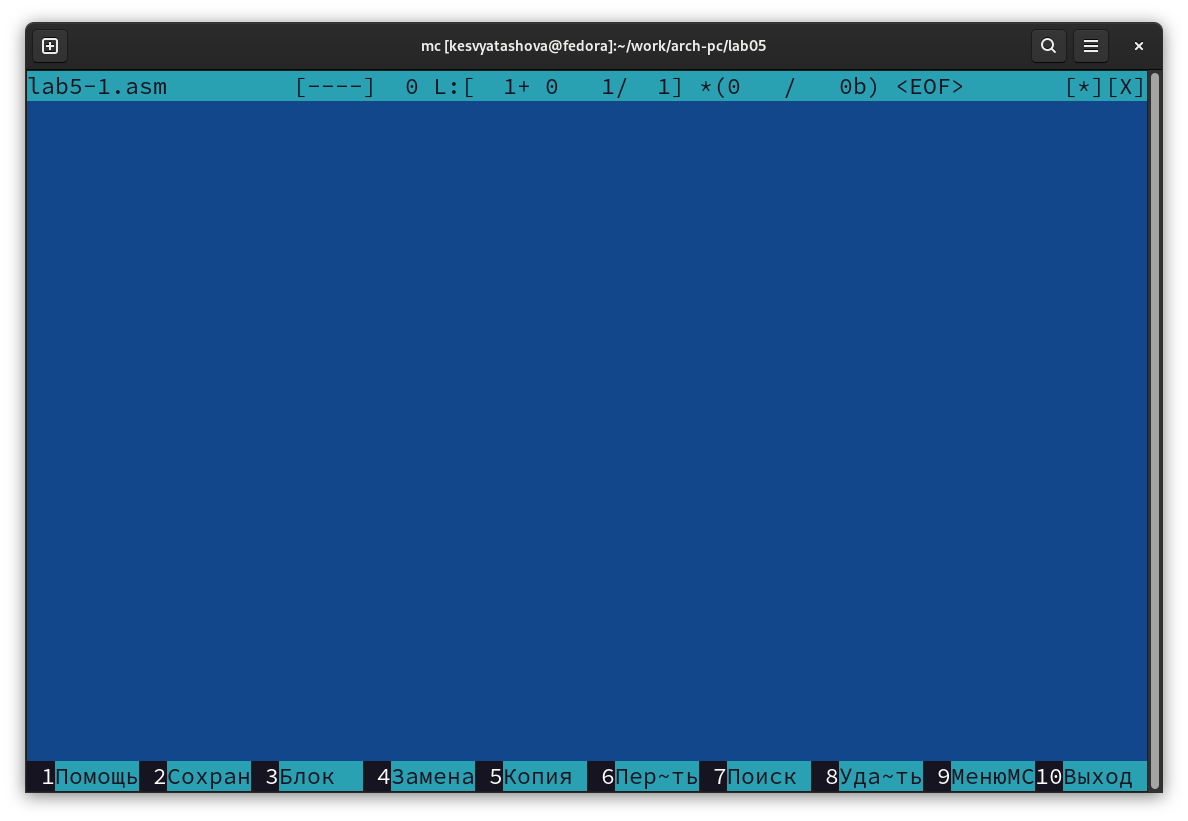 mc [kesvyatashova@fedora]:~/work/arch-pc/lab05
lab5-1.asm [----] 0 L:[ 1+ 0 1/ 1] *(0 / 0b) <EOF> [*][X]
1Помощь 2Сохран 3Блок 4Замена 5Копия 6Пер~ть 7Поиск 8Уда~ть 9МенюМС 10Выход